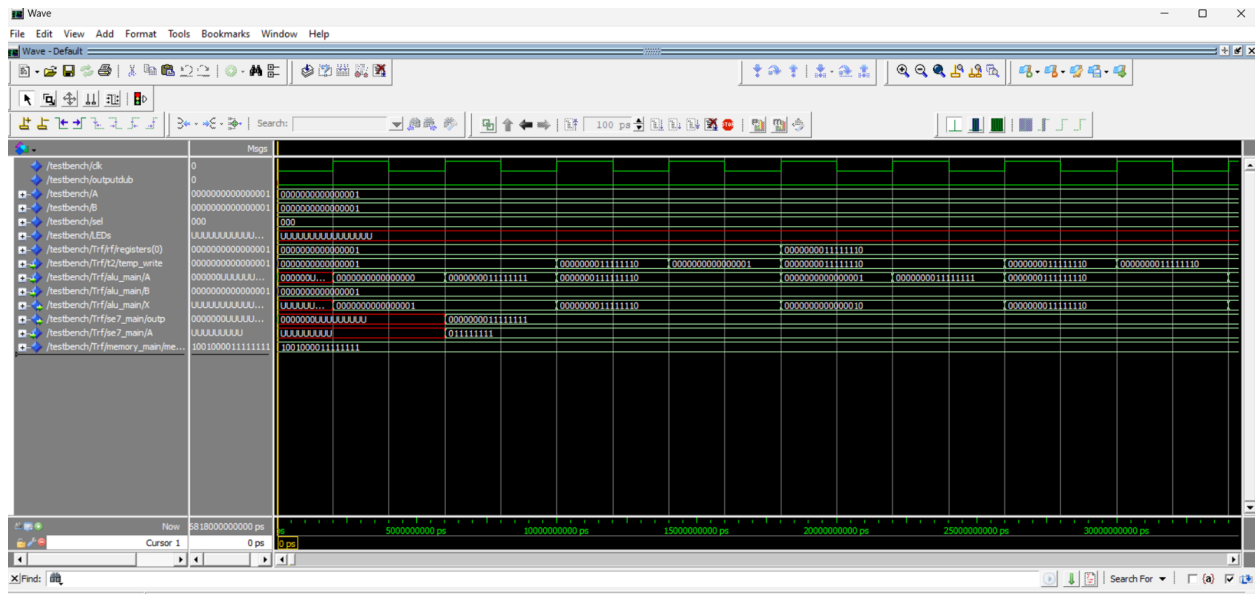 Wave
File Edit View Add Format Tools Bookmarks Window Help
Wave - Default
Search:
100 ps
Msgs
/testbench/clk 0
/testbench/outputdub 0
/testbench/A 0000000000000001 0000000000000001
/testbench/B 0000000000000001 0000000000000001
/testbench/sel 000 000
/testbench/LEDs UUUUUUUUUUU... UUUUUUUUUUUUUUUU
/testbench/Trf/rf/registers(0) 0000000000000001 0000000000000001 0000000011111110
/testbench/Trf/t2/temp_write 0000000000000001 0000000000000001 0000000011111110 0000000000000001 0000000011111110 0000000011111110 0000000011111110
/testbench/Trf/alu_main/A 000000UUUUUU... 000000U... 0000000000000000 0000000011111111 0000000011111110 0000000000000001 0000000011111111 0000000011111110
/testbench/Trf/alu_main/B 0000000000000001 0000000000000001
/testbench/Trf/alu_main/X UUUUUUUUUUU... UUUUUU... 0000000000000001 0000000011111110 0000000000000010 0000000011111110
/testbench/Trf/se7_main/outp 0000000UUUUU... 0000000UUUUUUUUU 0000000011111111
/testbench/Trf/se7_main/A UUUUUUUUU UUUUUUUUU 011111111
/testbench/Trf/memory_main/me... 1001000011111111 1001000011111111
Now 5818000000000 ps ps 5000000000 ps 10000000000 ps 15000000000 ps 20000000000 ps 25000000000 ps 30000000000 ps
Cursor 1 0 ps 0 ps
Find: Search For